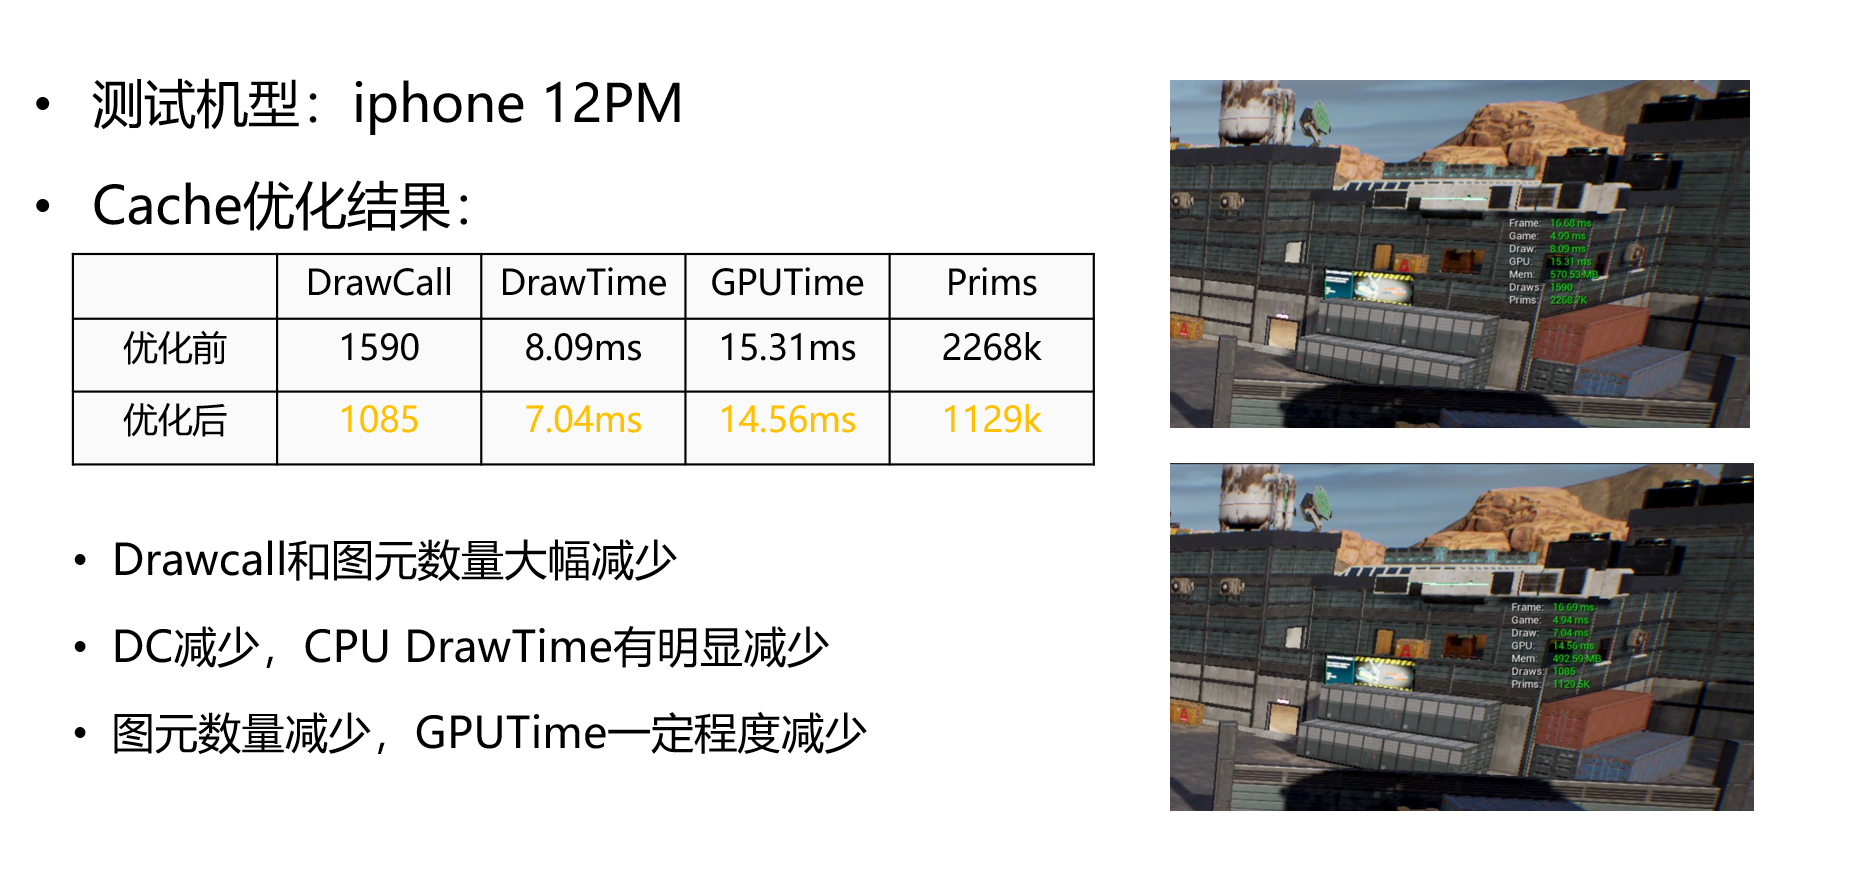 • 测试机型：iphone 12PM
• Cache优化结果：
DrawCall DrawTime GPUTime Prims
优化前 1590 8.09ms 15.31ms 2268k
优化后 1085 7.04ms 14.56ms 1129k
• Drawcall和图元数量大幅减少
• DC减少，CPU DrawTime有明显减少
• 图元数量减少，GPUTime一定程度减少
Frame: 16.68 ms
Game: 4.99 ms
Draw: 8.09 ms
GPU: 15.31 ms
Mem: 570.53 MB
Draws: 1590
Prims: 2268.7K
Frame: 16.69 ms
Game: 4.94 ms
Draw: 7.04 ms
GPU: 14.56 ms
Mem: 492.59 MB
Draws: 1085
Prims: 1129.5K